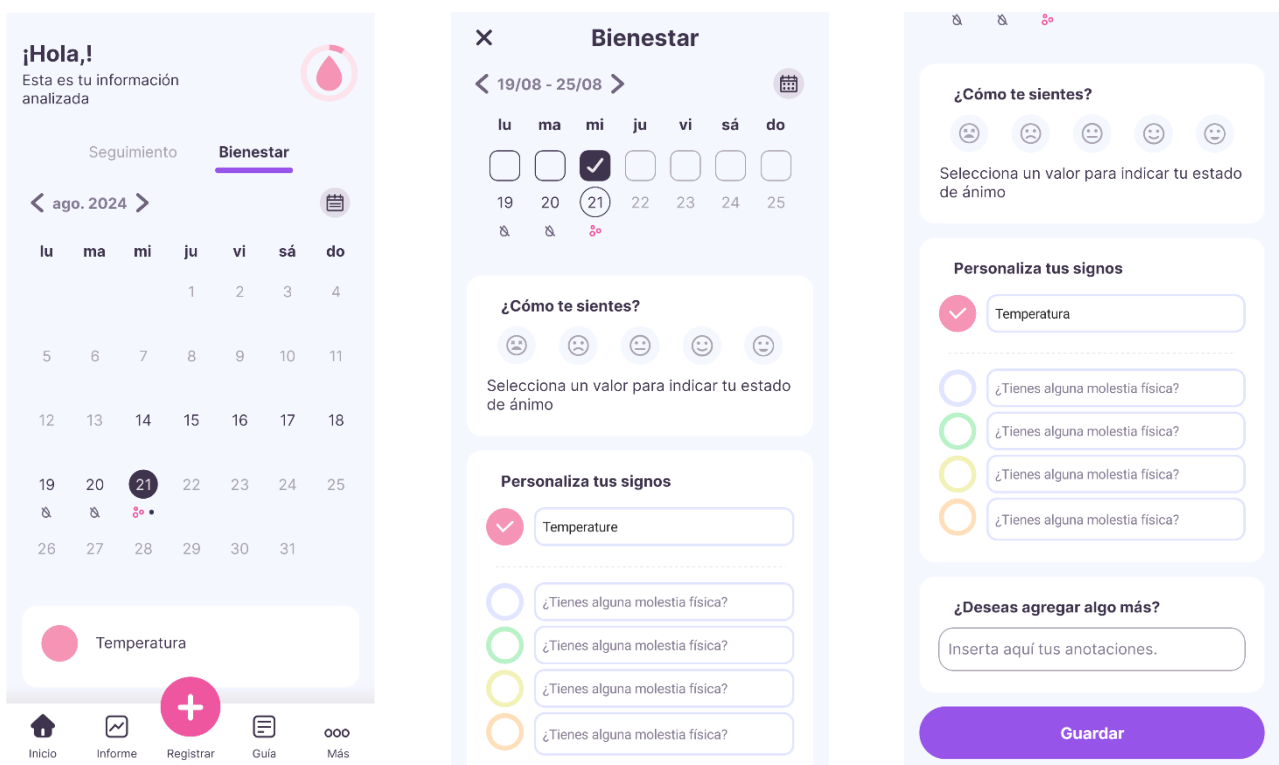 ¡Hola,!
Esta es tu información
analizada
Seguimiento Bienestar
ago. 2024
lu ma mi ju vi sá do
1 2 3 4
5 6 7 8 9 10 11
12 13 14 15 16 17 18
19 20 21 22 23 24 25
26 27 28 29 30 31
Temperatura
Inicio Informe Registrar Guía Más
Bienestar
19/08 - 25/08
lu ma mi ju vi sá do
19 20 21 22 23 24 25
¿Cómo te sientes?
Selecciona un valor para indicar tu estado
de ánimo
Personaliza tus signos
Temperature
¿Tienes alguna molestia física?
¿Tienes alguna molestia física?
¿Tienes alguna molestia física?
¿Tienes alguna molestia física?
¿Cómo te sientes?
Selecciona un valor para indicar tu estado
de ánimo
Personaliza tus signos
Temperatura
¿Tienes alguna molestia física?
¿Tienes alguna molestia física?
¿Tienes alguna molestia física?
¿Tienes alguna molestia física?
¿Deseas agregar algo más?
Inserta aquí tus anotaciones.
Guardar